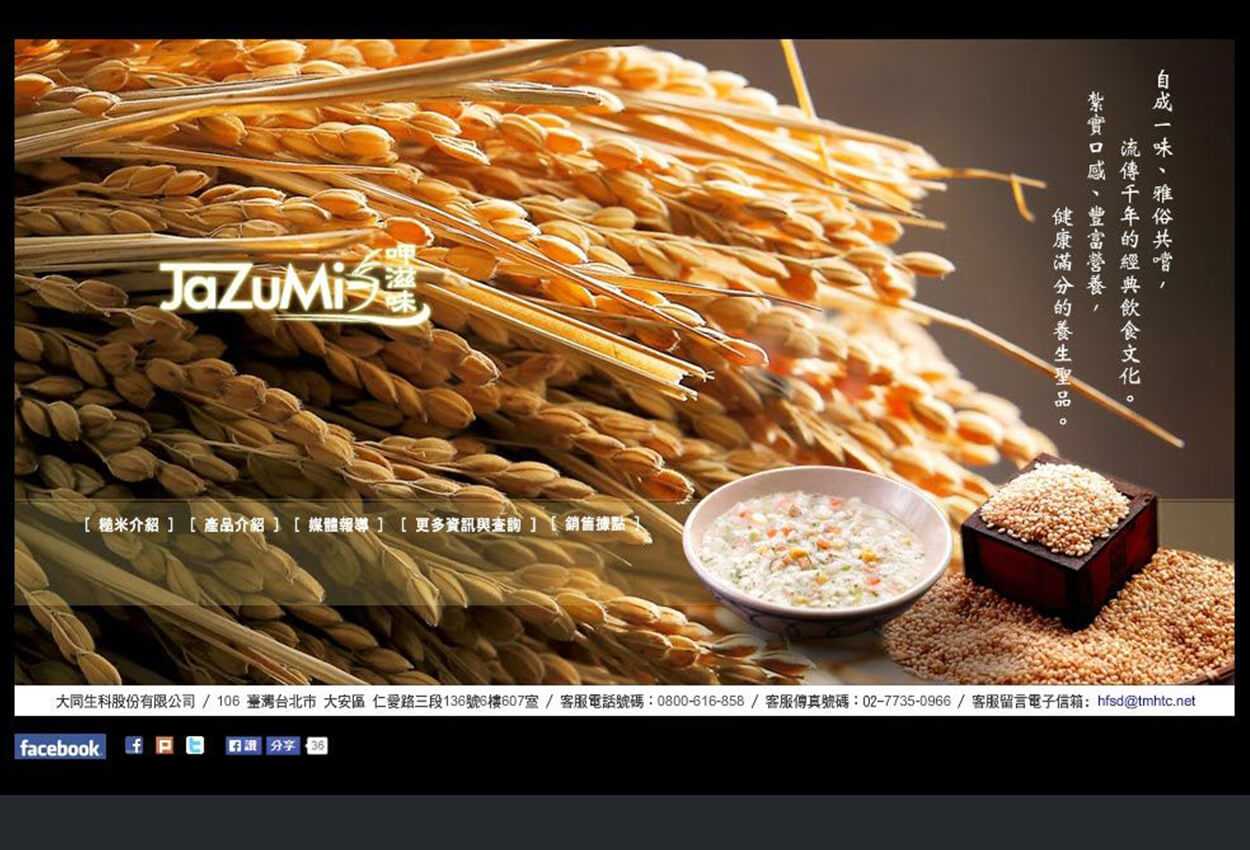 自成一味、雅俗共嚐，
流傳千年的經典飲食文化。
紮實口感、豐富營養，
健康滿分的養生聖品。
JaZuMi 呷滋味
[ 糙米介紹 ] [ 產品介紹 ] [ 媒體報導 ] [ 更多資訊與查詢 ] [ 銷售據點 ]
大同生科股份有限公司 / 106 臺灣台北市 大安區 仁愛路三段136號6樓607室 / 客服電話號碼：0800-616-858 / 客服傳真號碼：02-7735-0966 / 客服留言電子信箱: hfsd@tmhtc.net
facebook 讚 分享 36